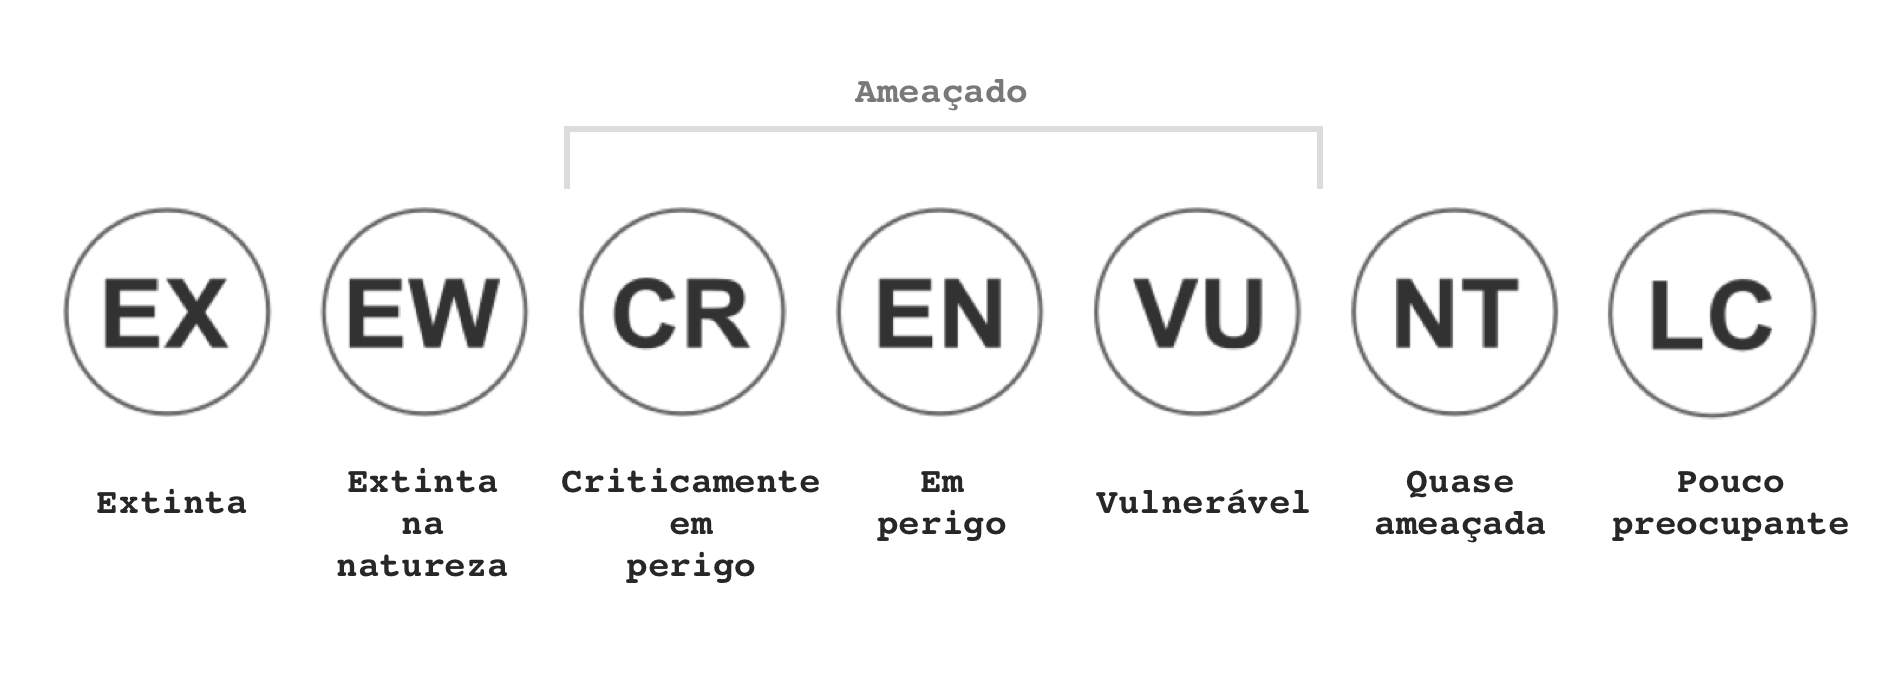 Ameaçado
EX EW CR EN VU NT LC
Extinta
Extinta
na
natureza
Criticamente
em
perigo
Em
perigo
Vulnerável
Quase
ameaçada
Pouco
preocupante